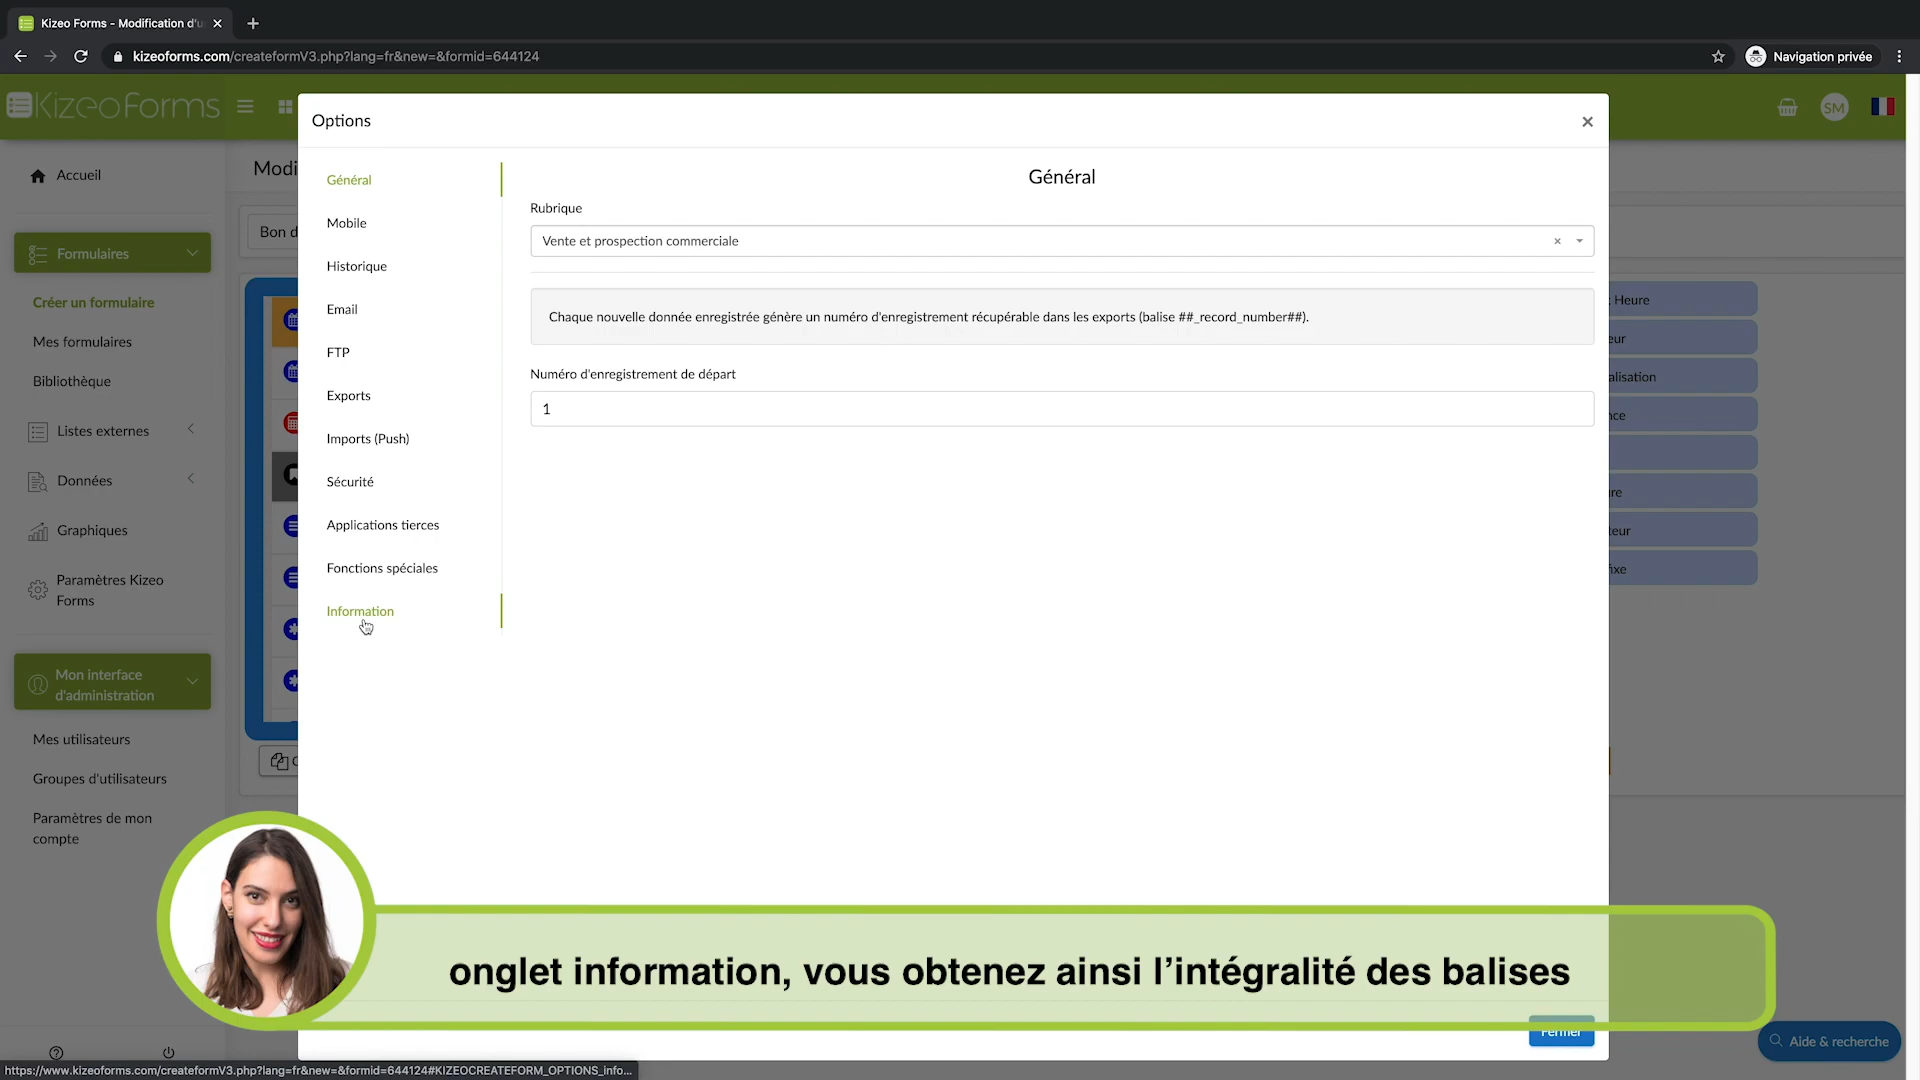 Kizeo Forms - Modification d'u
kizeoforms.com/createformV3.php?lang=fr&new=&formid=644124
Navigation privée
KizeoForms
SM
Options
Accueil
Modi
Formulaires
Bon d
Créer un formulaire
Mes formulaires
Bibliothèque
Listes externes
Données
Graphiques
Paramètres Kizeo
Forms
Mon interface
d'administration
Mes utilisateurs
Groupes d'utilisateurs
Paramètres de mon
compte
Général
Mobile
Historique
Email
FTP
Exports
Imports (Push)
Sécurité
Applications tierces
Fonctions spéciales
Information
Général
Rubrique
Vente et prospection commerciale
Chaque nouvelle donnée enregistrée génère un numéro d'enregistrement récupérable dans les exports (balise ##_record_number##).
Numéro d'enregistrement de départ
1
Heure
eur
alisation
nce
re
teur
ixe
onglet information, vous obtenez ainsi l’intégralité des balises
Fermer
Aide & recherche
https://www.kizeoforms.com/createformV3.php?lang=fr&new=&formid=644124#KIZEOCREATEFORM_OPTIONS_info...